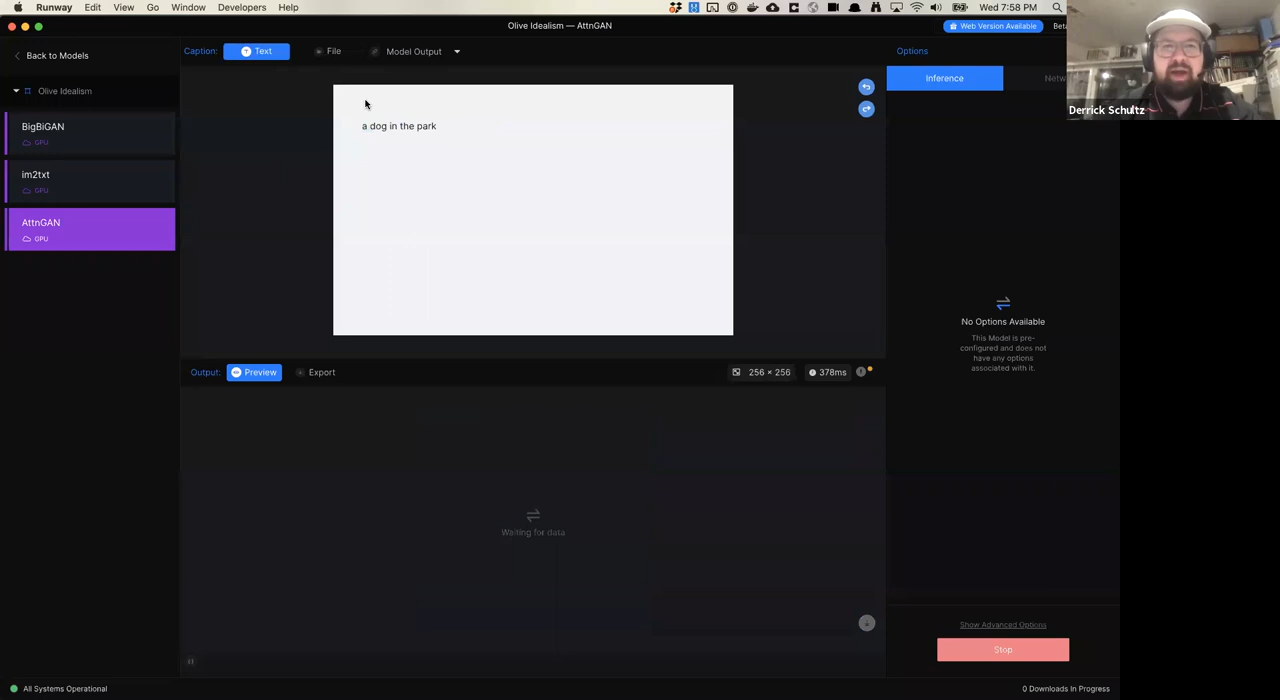 Runway Edit View Go Window Developers Help Wed 7:58 PM
Olive Idealism — AttnGAN
Web Version Available
Beta
Back to Models
Caption: Text File Model Output
Options
Olive Idealism
Inference
Netw
Derrick Schultz
BigBiGAN
GPU
im2txt
GPU
AttnGAN
GPU
a dog in the park
No Options Available
This Model is pre-
configured and does not
have any options
associated with it.
Output: Preview Export 256 × 256 378ms
Waiting for data
Show Advanced Options
Stop
All Systems Operational
0 Downloads In Progress